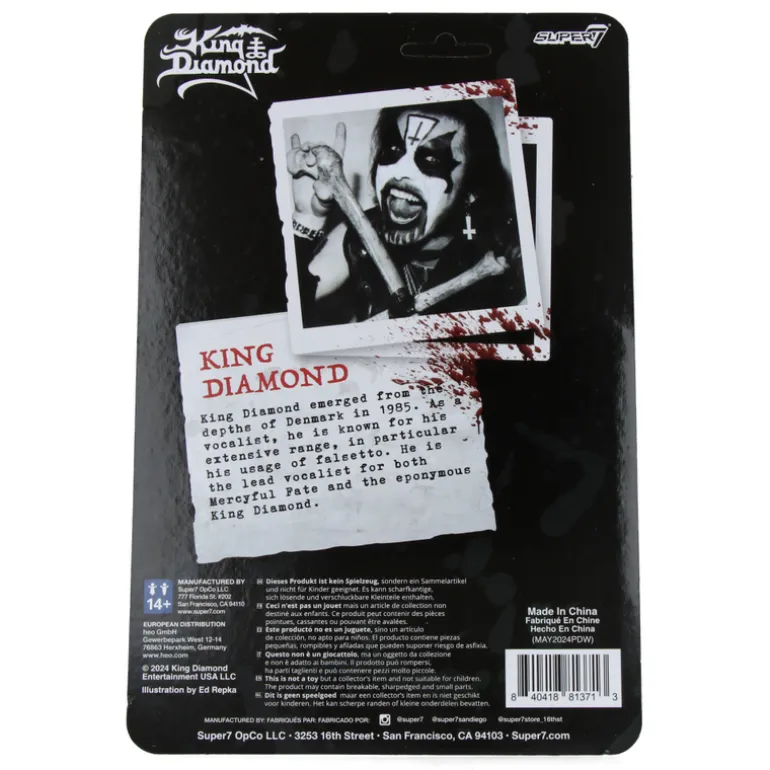 King
Diamond
SUPER7
KING
DIAMOND
King Diamond emerged from the
depths of Denmark in 1985. As a
vocalist, he is known for his
extensive range, in particular
his usage of falsetto. He is
the lead vocalist for both
Mercyful Fate and the eponymous
King Diamond.
14+
MANUFACTURED BY
Super7 OpCo LLC
777 Florida St. #202
San Francisco, CA 94110
www.super7.com
EUROPEAN DISTRIBUTION
heo GmbH
Gewerbepark West 12-14
76863 Herxheim, Germany
www.heo.com
© 2024 King Diamond
Entertainment USA LLC
Illustration by Ed Repka
Dieses Produkt ist kein Spielzeug, sondern ein Sammelartikel
und nicht für Kinder geeignet. Es kann scharfkantige,
sich lösende und verschluckbare Kleinteile enthalten.
Ceci n'est pas un jouet mais un article de collection non
destiné aux enfants. Ce produit peut contenir des pièces
pointues, cassantes ou pouvant être avalées.
Este producto no es un juguete, sino un artículo
de colección, no apto para niños. El producto contiene piezas
pequeñas, rompibles y afiladas que pueden suponer riesgo de asfixia.
Questo non è un giocattolo, ma un oggetto da collezione
e non è adatto ai bambini. Il prodotto può rompersi,
ha parti taglienti e può contenere pezzi molto piccole.
This is not a toy but a collector's item and not suitable for children.
The product may contain breakable, sharpedged and small parts.
Dit is geen speelgoed maar een collector's item en is niet geschikt
voor kinderen. Het kan scherpe randen of kleine onderdelen bevatten.
Made In China
Fabriqué En Chine
Hecho En China
(MAY2024PDW)
8 40418 81371 3
MANUFACTURED BY: FABRIQUÉS PAR: FABRICADO POR: @super7 @super7sandiego @super7store_16thst
Super7 OpCo LLC • 3253 16th Street • San Francisco, CA 94103 • Super7.com